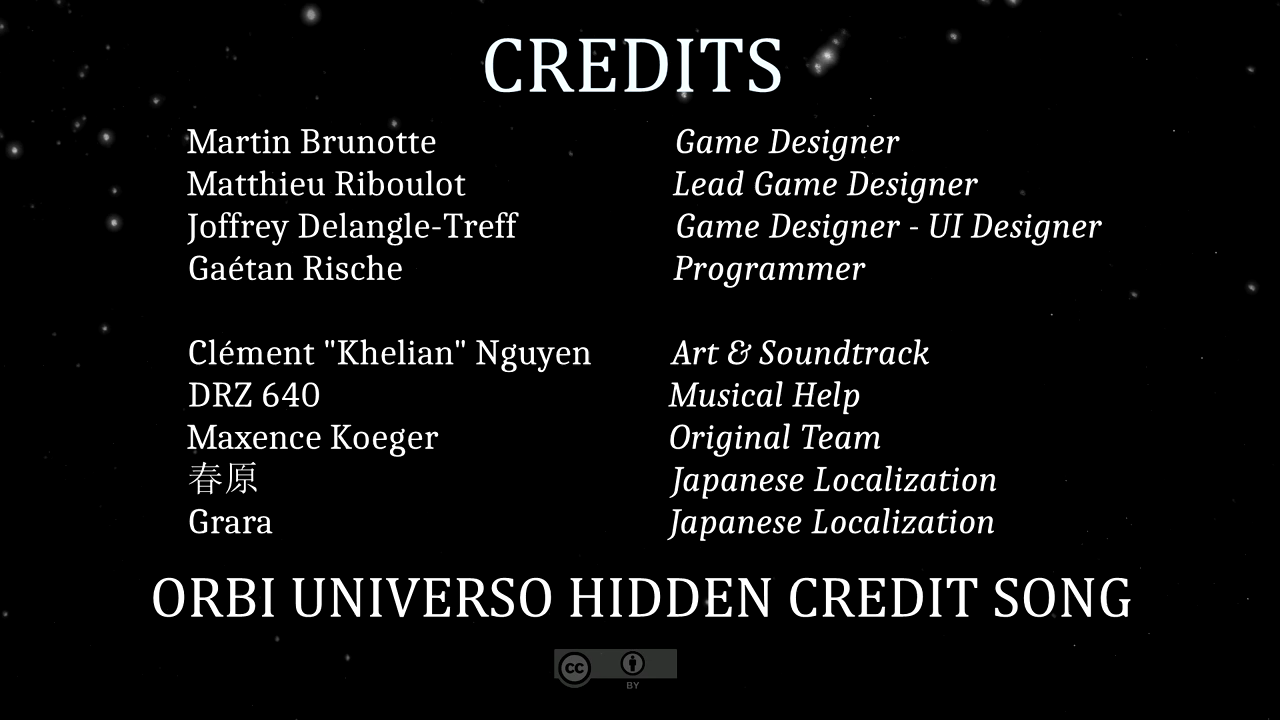 CREDITS
Martin Brunotte Game Designer
Matthieu Riboulot Lead Game Designer
Joffrey Delangle-Treff Game Designer - UI Designer
Gaétan Rische Programmer
Clément "Khelian" Nguyen Art & Soundtrack
DRZ 640 Musical Help
Maxence Koeger Original Team
春原 Japanese Localization
Grara Japanese Localization
ORBI UNIVERSO HIDDEN CREDIT SONG
cc
BY